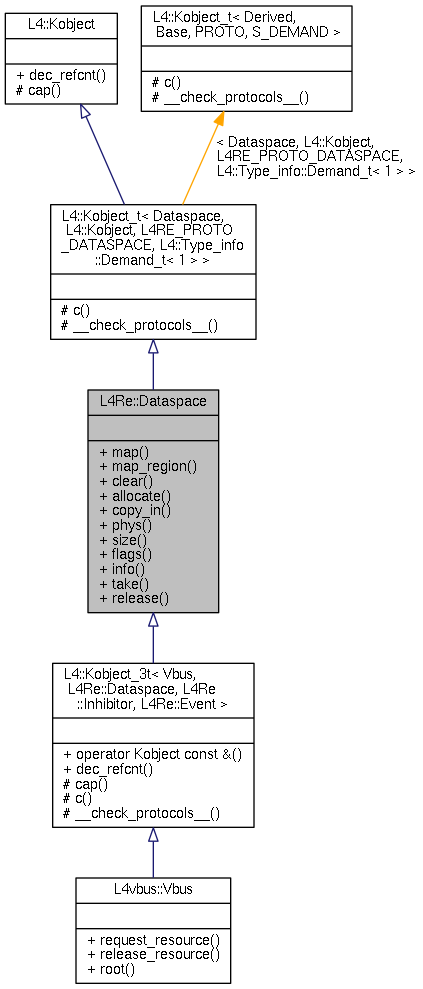 L4::Kobject
+ dec_refcnt()
# cap()
L4::Kobject_t< Derived,
Base, PROTO, S_DEMAND >
# c()
# __check_protocols__()
< Dataspace, L4::Kobject,
L4RE_PROTO_DATASPACE,
L4::Type_info::Demand_t< 1 > >
L4::Kobject_t< Dataspace,
L4::Kobject, L4RE_PROTO
_DATASPACE, L4::Type_info
::Demand_t< 1 > >
# c()
# __check_protocols__()
L4Re::Dataspace
+ map()
+ map_region()
+ clear()
+ allocate()
+ copy_in()
+ phys()
+ size()
+ flags()
+ info()
+ take()
+ release()
L4::Kobject_3t< Vbus,
L4Re::Dataspace, L4Re
::Inhibitor, L4Re::Event >
+ operator Kobject const &()
+ dec_refcnt()
# cap()
# c()
# __check_protocols__()
L4vbus::Vbus
+ request_resource()
+ release_resource()
+ root()